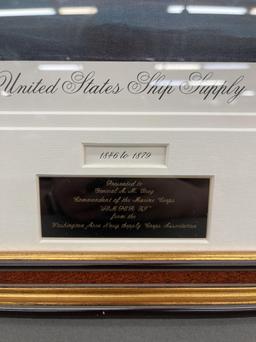 United States Ship Supply
1846 to 1879
Presented to
General A. M. Gray
Commandant of the Marine Corps
from the
Washington Area Navy Supply Corps Association